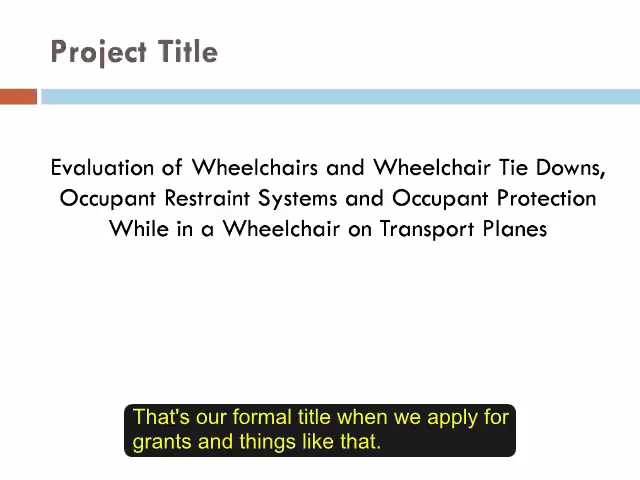 Project Title
Evaluation of Wheelchairs and Wheelchair Tie Downs,
Occupant Restraint Systems and Occupant Protection
While in a Wheelchair on Transport Planes
That's our formal title when we apply for
grants and things like that.